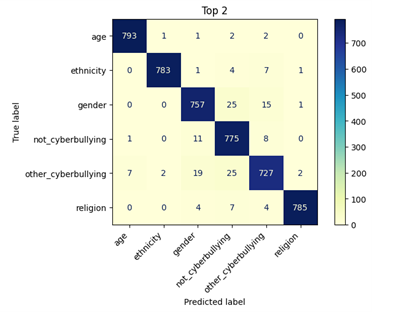 Top 2
age 793 1 1 2 2 0
ethnicity 0 783 1 4 7 1
gender 0 0 757 25 15 1
not_cyberbullying 1 0 11 775 8 0
other_cyberbullying 7 2 19 25 727 2
religion 0 0 4 7 4 785
True label
age ethnicity gender not_cyberbullying other_cyberbullying religion
Predicted label
700
600
500
400
300
200
100
0